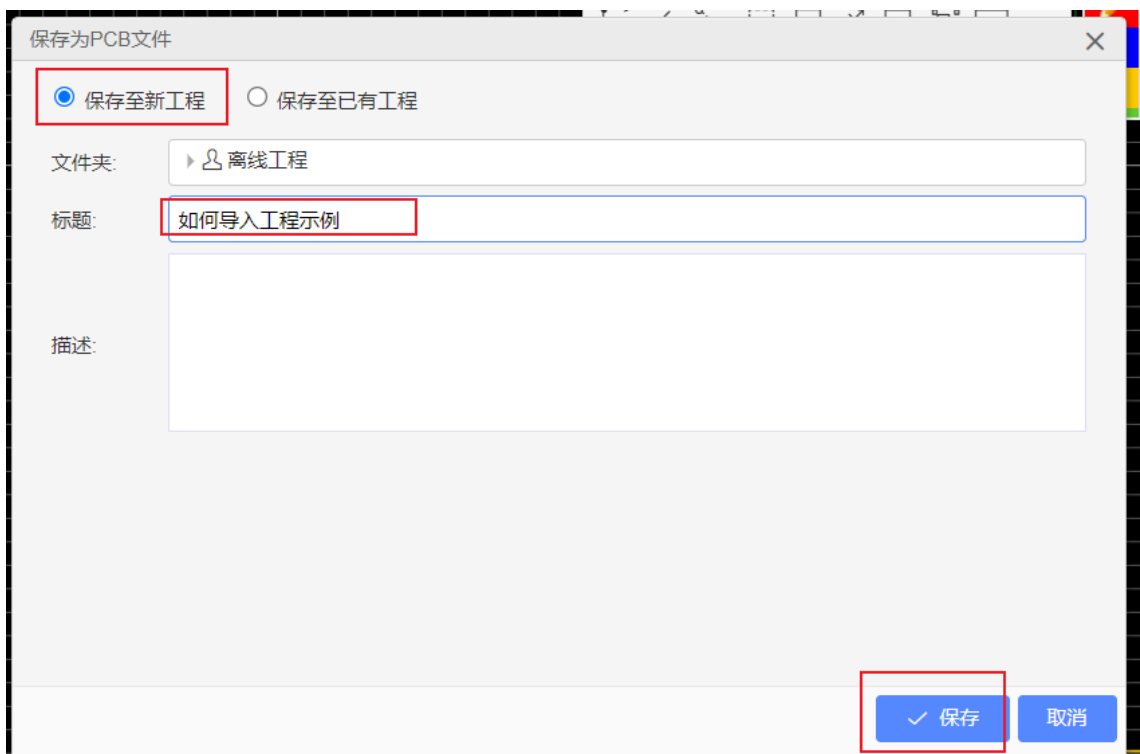 保存为PCB文件
保存至新工程 保存至已有工程
文件夹: 离线工程
标题: 如何导入工程示例
描述:
保存 取消